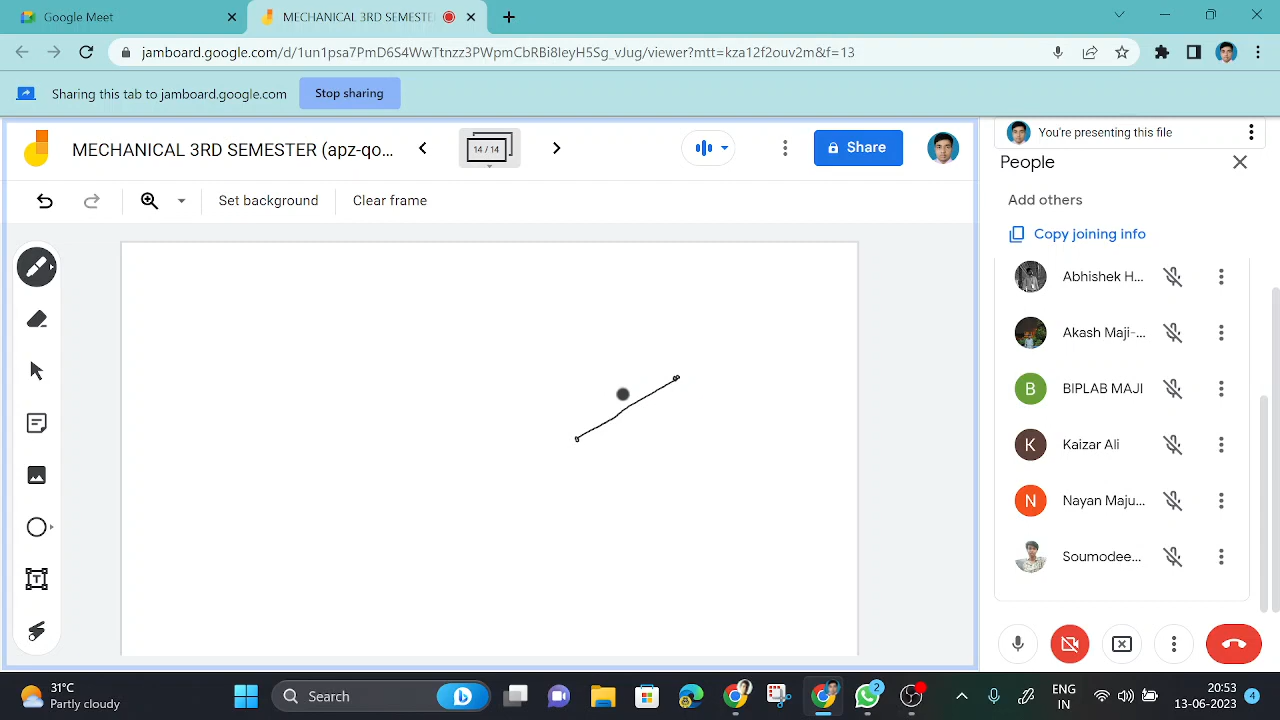 Google Meet
MECHANICAL 3RD SEMESTE
jamboard.google.com/d/1un1psa7PmD6S4WwTtnzz3PWpmCbRBi8leyH5Sg_vJug/viewer?mtt=kza12f2ouv2m&f=13
Sharing this tab to jamboard.google.com
Stop sharing
MECHANICAL 3RD SEMESTER (apz-qo...
14 / 14
Share
You're presenting this file
People
Set background
Clear frame
Add others
Copy joining info
Abhishek H...
Akash Maji-...
B BIPLAB MAJI
K Kaizar Ali
N Nayan Maju...
Soumodee...
T
31°C
Partly cloudy
Search
2
ENG
IN
20:53
13-06-2023
4